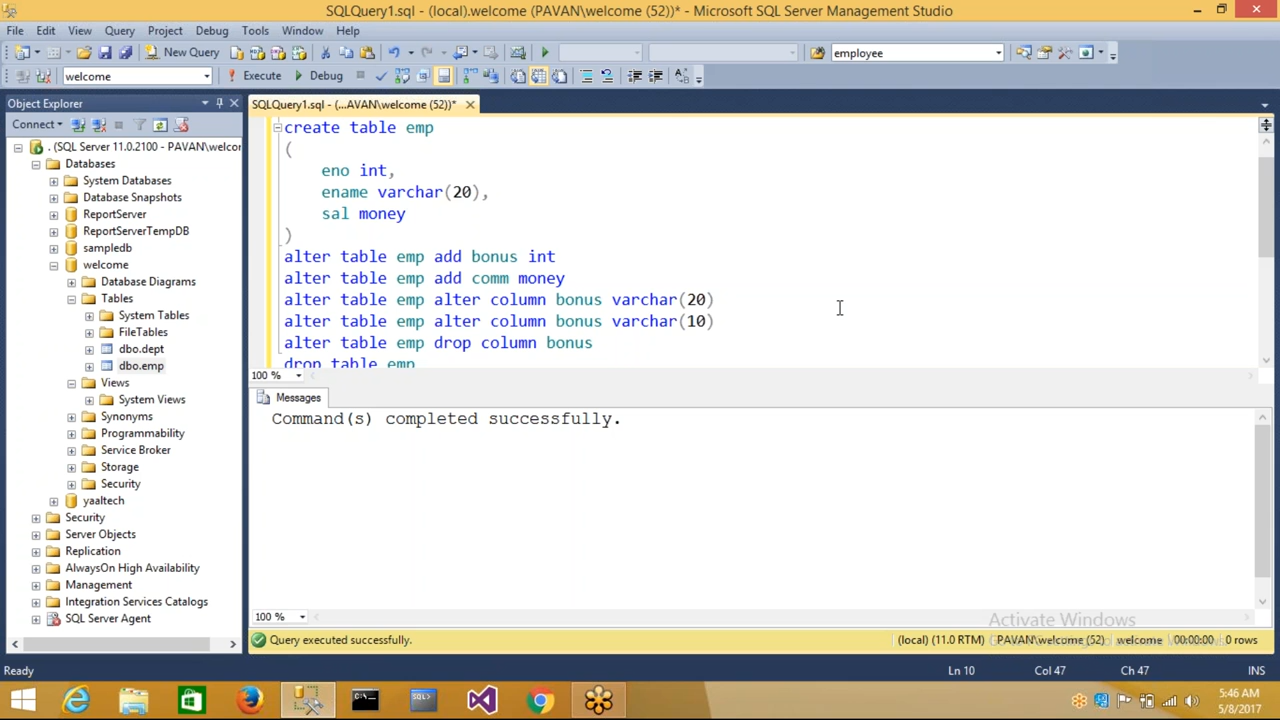 SQLQuery1.sql - (local).welcome (PAVAN\welcome (52))* - Microsoft SQL Server Management Studio
File Edit View Query Project Debug Tools Window Help
New Query employee
welcome Execute Debug
Object Explorer
SQLQuery1.sql - (...AVAN\welcome (52))*
Connect
. (SQL Server 11.0.2100 - PAVAN\welcor
Databases
System Databases
Database Snapshots
ReportServer
ReportServerTempDB
sampledb
welcome
Database Diagrams
Tables
System Tables
FileTables
dbo.dept
dbo.emp
Views
System Views
Synonyms
Programmability
Service Broker
Storage
Security
yaaltech
Security
Server Objects
Replication
AlwaysOn High Availability
Management
Integration Services Catalogs
SQL Server Agent
create table emp
(
eno int,
ename varchar(20),
sal money
)
alter table emp add bonus int
alter table emp add comm money
alter table emp alter column bonus varchar(20)
alter table emp alter column bonus varchar(10)
alter table emp drop column bonus
drop table emp
100 %
Messages
Command(s) completed successfully.
100 %
Activate Windows
Query executed successfully. (local) (11.0 RTM) PAVAN\welcome (52) welcome 00:00:00 0 rows
Ready Ln 10 Col 47 Ch 47 INS
5:46 AM
5/8/2017